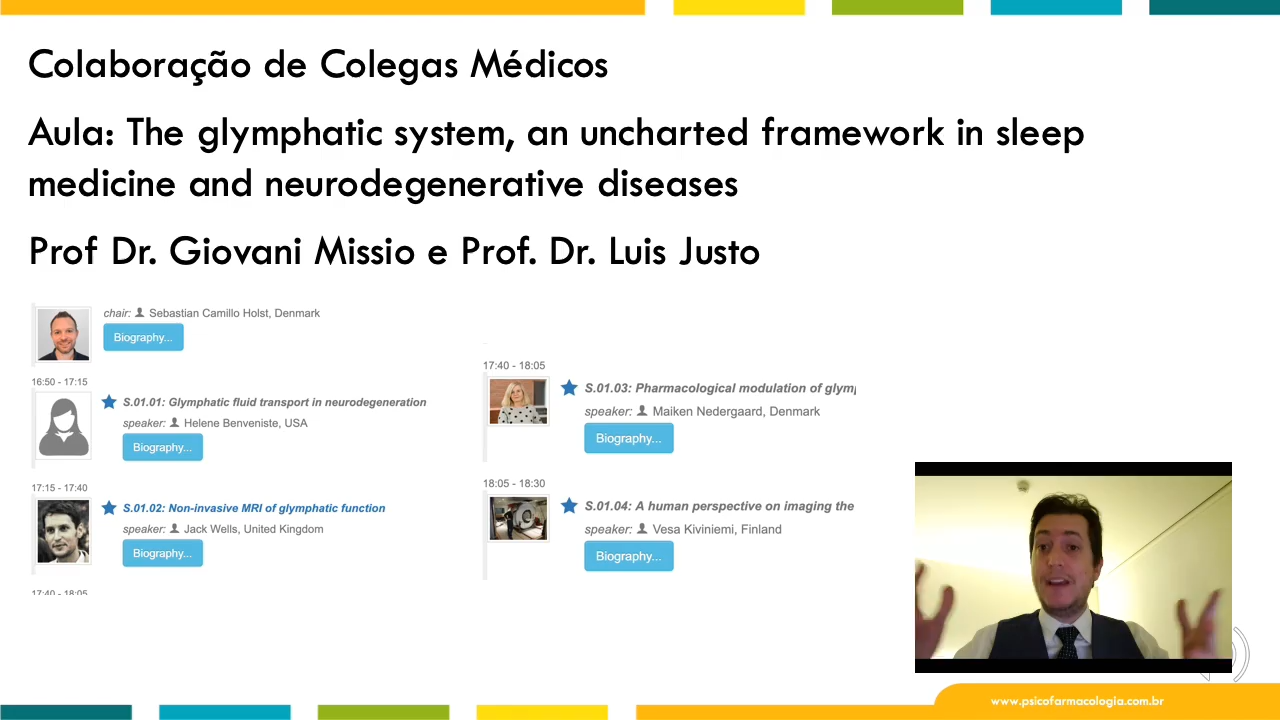 Colaboração de Colegas Médicos
Aula: The glymphatic system, an uncharted framework in sleep
medicine and neurodegenerative diseases
Prof Dr. Giovani Missio e Prof. Dr. Luis Justo
chair: Sebastian Camillo Holst, Denmark
Biography...
16:50 - 17:15
S.01.01: Glymphatic fluid transport in neurodegeneration
speaker: Helene Benveniste, USA
Biography...
17:15 - 17:40
S.01.02: Non-invasive MRI of glymphatic function
speaker: Jack Wells, United Kingdom
Biography...
17:40 - 18:05
17:40 - 18:05
S.01.03: Pharmacological modulation of glymp
speaker: Maiken Nedergaard, Denmark
Biography...
18:05 - 18:30
S.01.04: A human perspective on imaging the
speaker: Vesa Kiviniemi, Finland
Biography...
www.psicofarmacologia.com.br